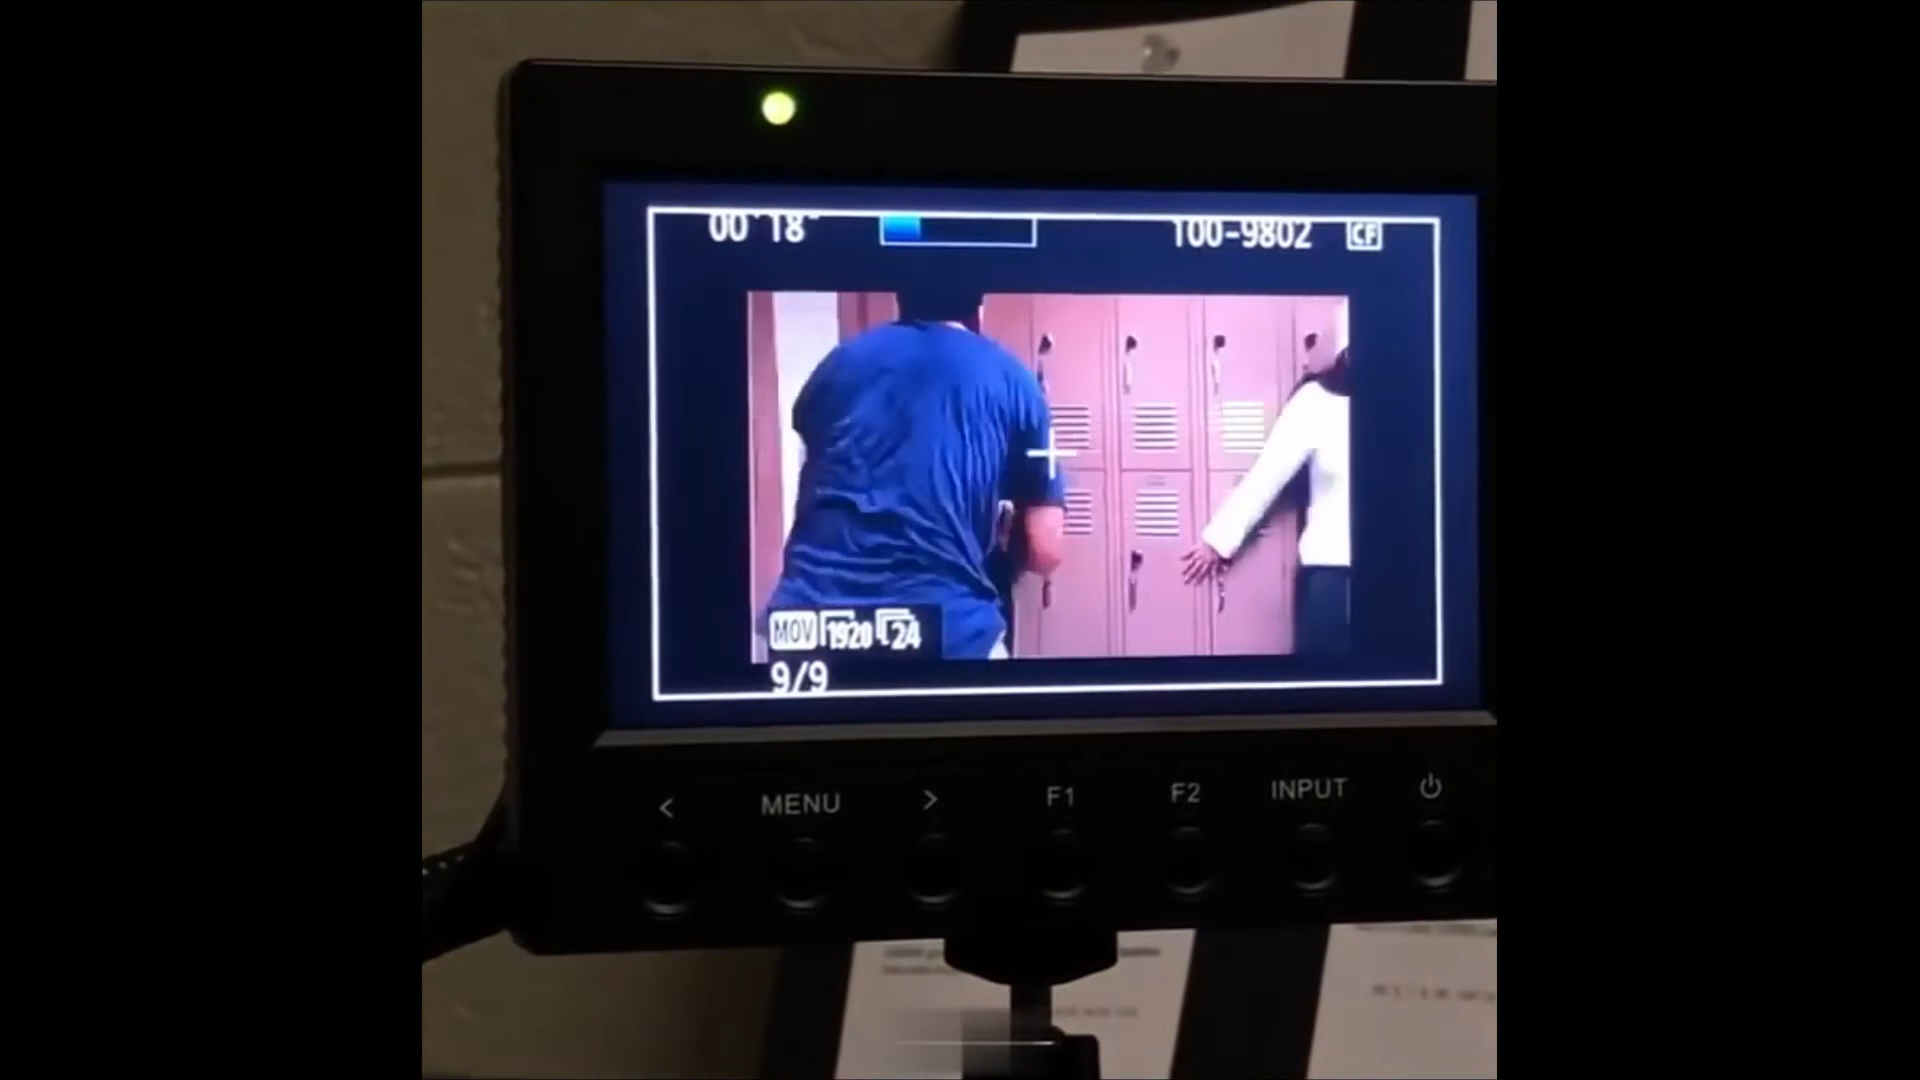 00'18"
100-9802 CF
MOV 1920 24
9/9
< MENU > F1 F2 INPUT